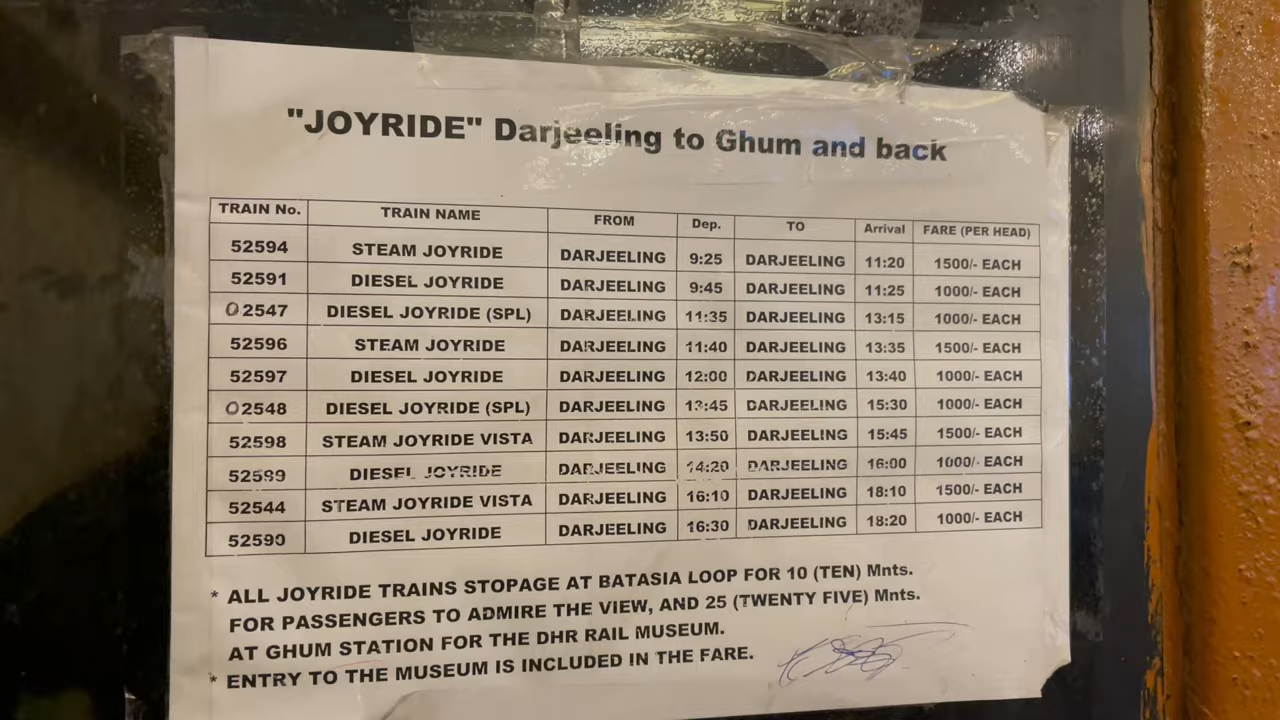 "JOYRIDE" Darjeeling to Ghum and back
TRAIN No. TRAIN NAME FROM Dep. TO Arrival FARE (PER HEAD)
52594 STEAM JOYRIDE DARJEELING 9:25 DARJEELING 11:20 1500/- EACH
52591 DIESEL JOYRIDE DARJEELING 9:45 DARJEELING 11:25 1000/- EACH
02547 DIESEL JOYRIDE (SPL) DARJEELING 11:35 DARJEELING 13:15 1000/- EACH
52596 STEAM JOYRIDE DARJEELING 11:40 DARJEELING 13:35 1500/- EACH
52597 DIESEL JOYRIDE DARJEELING 12:00 DARJEELING 13:40 1000/- EACH
02548 DIESEL JOYRIDE (SPL) DARJEELING 13:45 DARJEELING 15:30 1000/- EACH
52598 STEAM JOYRIDE VISTA DARJEELING 13:50 DARJEELING 15:45 1500/- EACH
52599 DIESEL JOYRIDE DARJEELING 14:20 DARJEELING 16:00 1000/- EACH
52544 STEAM JOYRIDE VISTA DARJEELING 16:10 DARJEELING 18:10 1500/- EACH
52590 DIESEL JOYRIDE DARJEELING 16:30 DARJEELING 18:20 1000/- EACH
* ALL JOYRIDE TRAINS STOPAGE AT BATASIA LOOP FOR 10 (TEN) Mnts.
FOR PASSENGERS TO ADMIRE THE VIEW, AND 25 (TWENTY FIVE) Mnts.
AT GHUM STATION FOR THE DHR RAIL MUSEUM.
* ENTRY TO THE MUSEUM IS INCLUDED IN THE FARE.